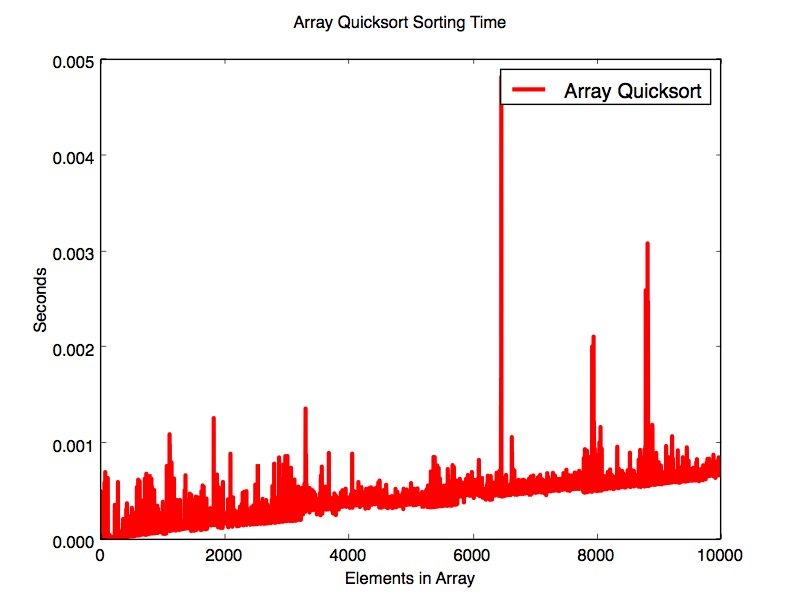 Array Quicksort Sorting Time
0.005
Array Quicksort
0.004
0.003
Seconds
0.002
0.001
0.000
0 2000 4000 6000 8000 10000
Elements in Array